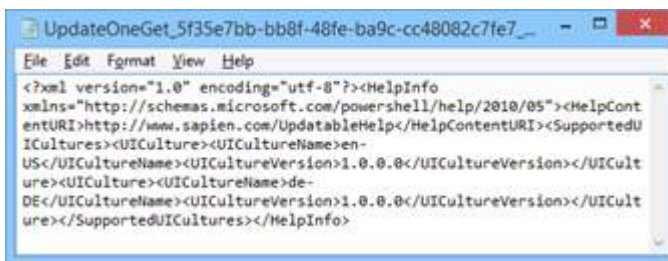 UpdateOneGet_5f35e7bb-bb8f-48fe-ba9c-cc48082c7fe7_...
File Edit Format View Help
<?xml version="1.0" encoding="utf-8"?><HelpInfo
xmlns="http://schemas.microsoft.com/powershell/help/2010/05"><HelpCont
entURI>http://www.sapien.com/UpdatableHelp</HelpContentURI><SupportedU
ICultures><UICulture><UICultureName>en-
US</UICultureName><UICultureVersion>1.0.0.0</UICultureVersion></UICult
ure><UICulture><UICultureName>de-
DE</UICultureName><UICultureVersion>1.0.0.0</UICultureVersion></UICult
ure></SupportedUICultures></HelpInfo>